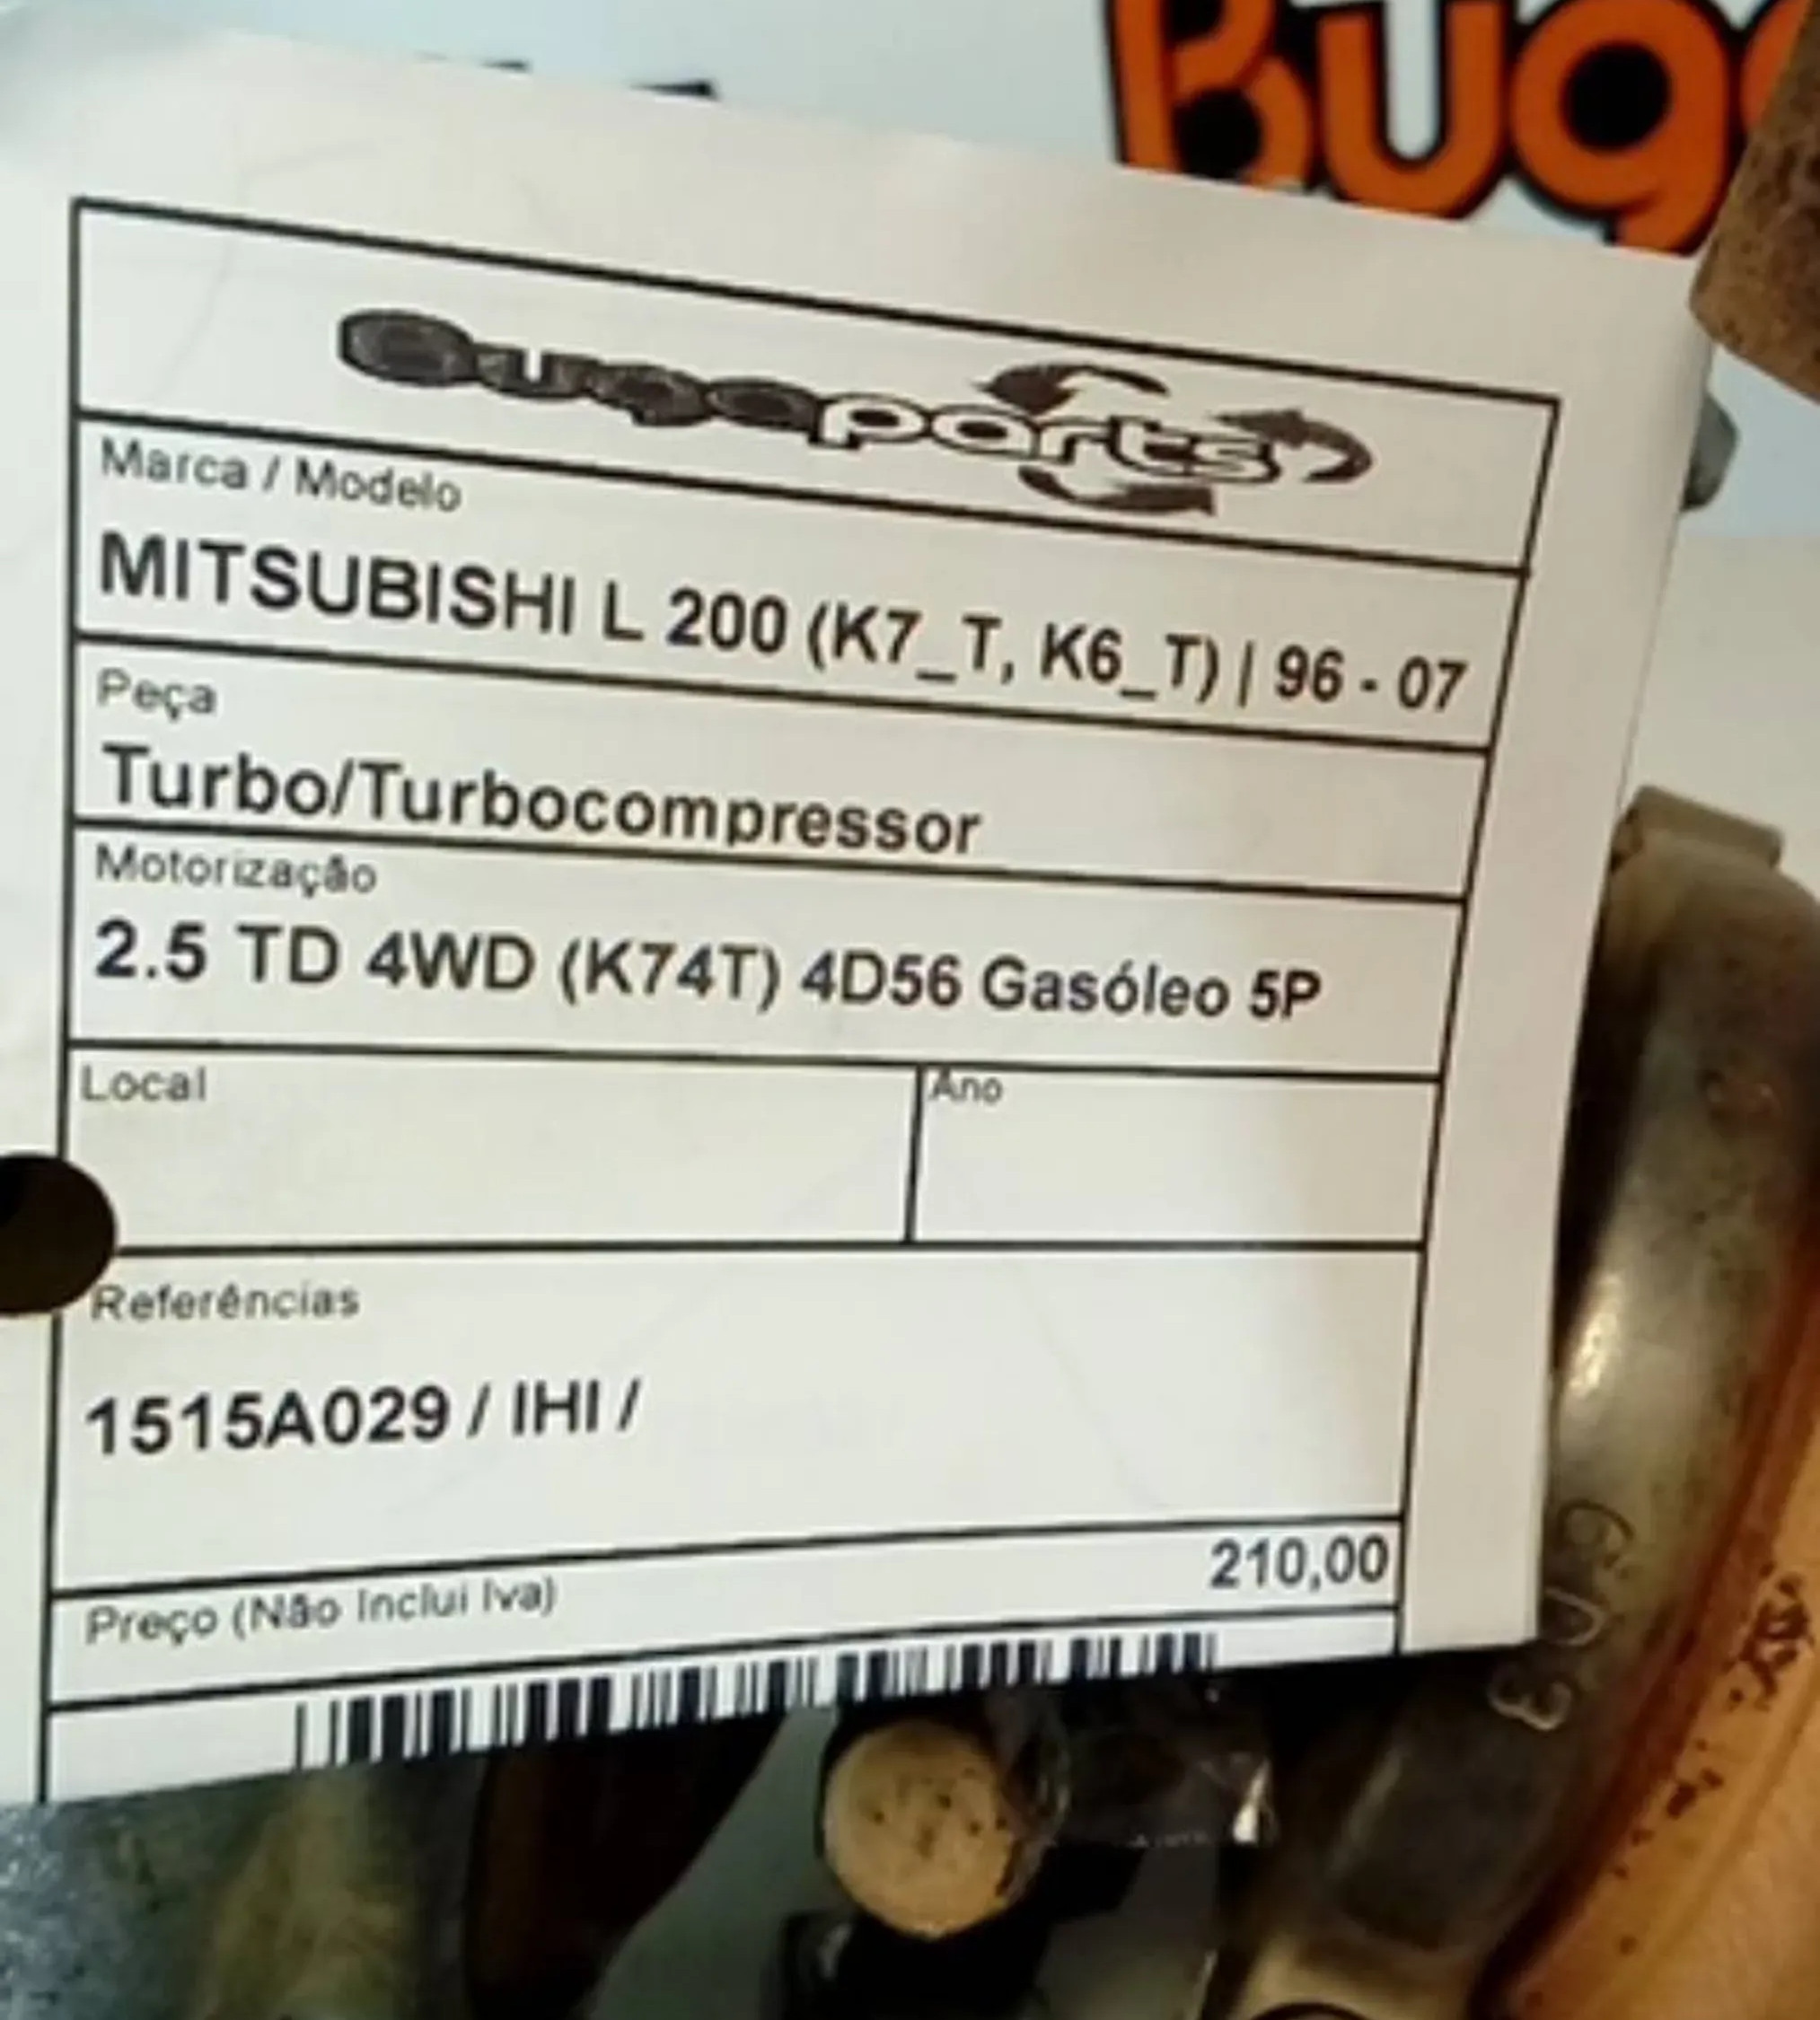 Bugaparts
Marca / Modelo
MITSUBISHI L 200 (K7_T, K6_T) | 96 - 07
Peça
Turbo/Turbocompressor
Motorização
2.5 TD 4WD (K74T) 4D56 Gasóleo 5P
Local
Ano
Referências
1515A029 / IHI /
210,00
Preço (Não Inclui Iva)